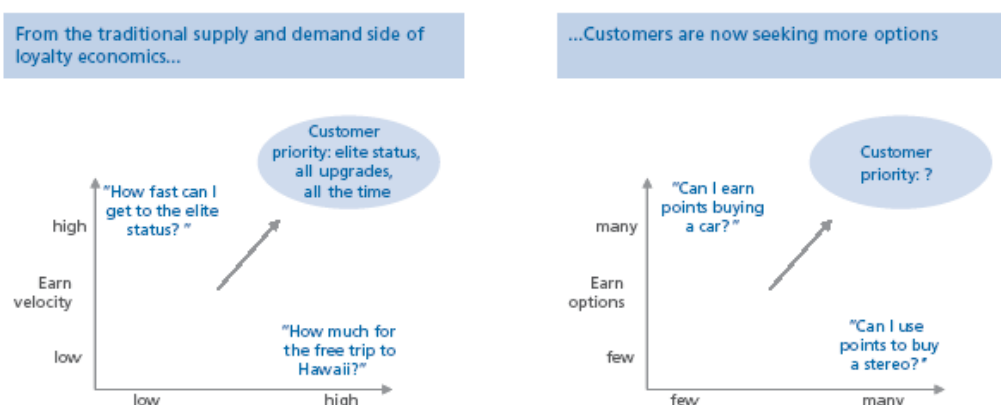 From the traditional supply and demand side of
loyalty economics...
...Customers are now seeking more options
Customer
priority: elite status,
all upgrades,
all the time
"How fast can I
get to the elite
status? "
high
Earn
velocity
low
"How much for
the free trip to
Hawaii?"
low
high
Customer
priority: ?
"Can I earn
points buying
a car?"
many
Earn
options
few
"Can I use
points to buy
a stereo?"
few
many